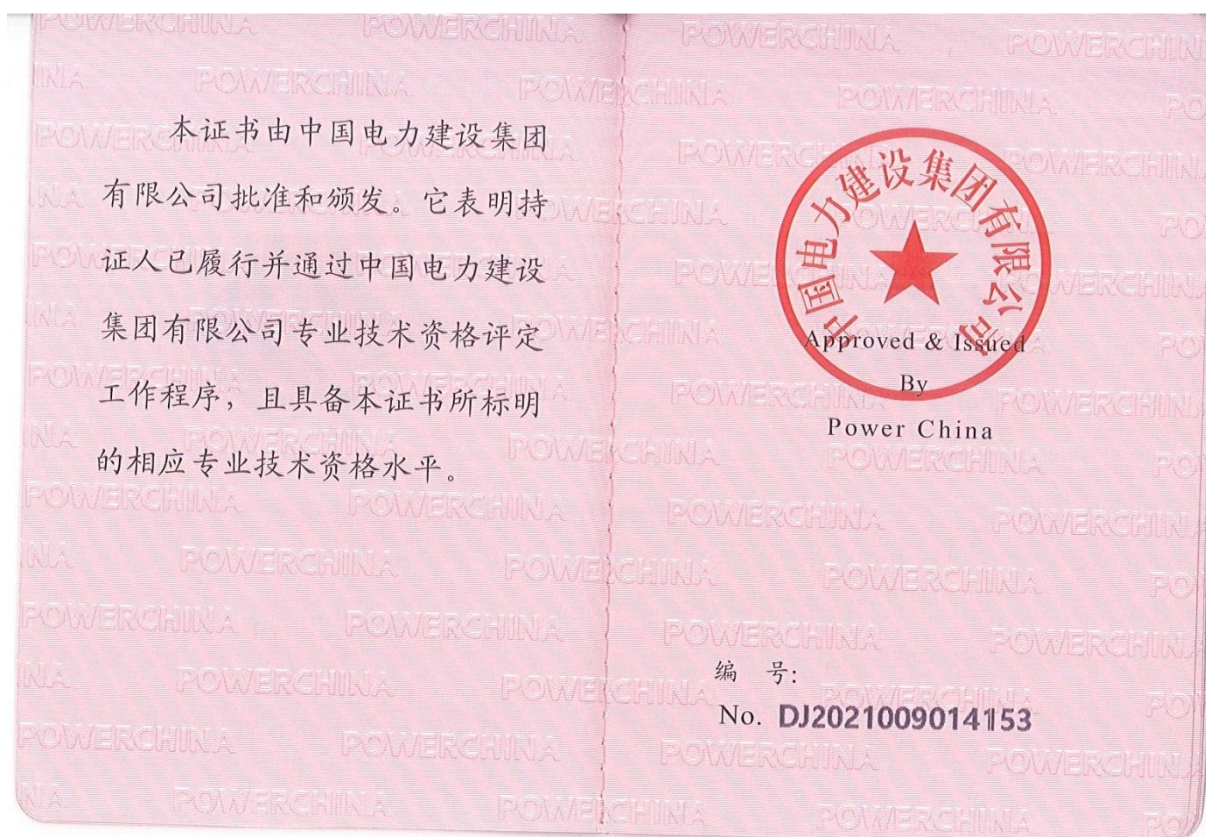 本证书由中国电力建设集团
有限公司批准和颁发。它表明持
证人已履行并通过中国电力建设
集团有限公司专业技术资格评定
工作程序，且具备本证书所标明
的相应专业技术资格水平。
中国电力建设集团有限公司
Approved & Issued
By
Power China
编 号:
No. DJ2021009014153
POWERCHINA